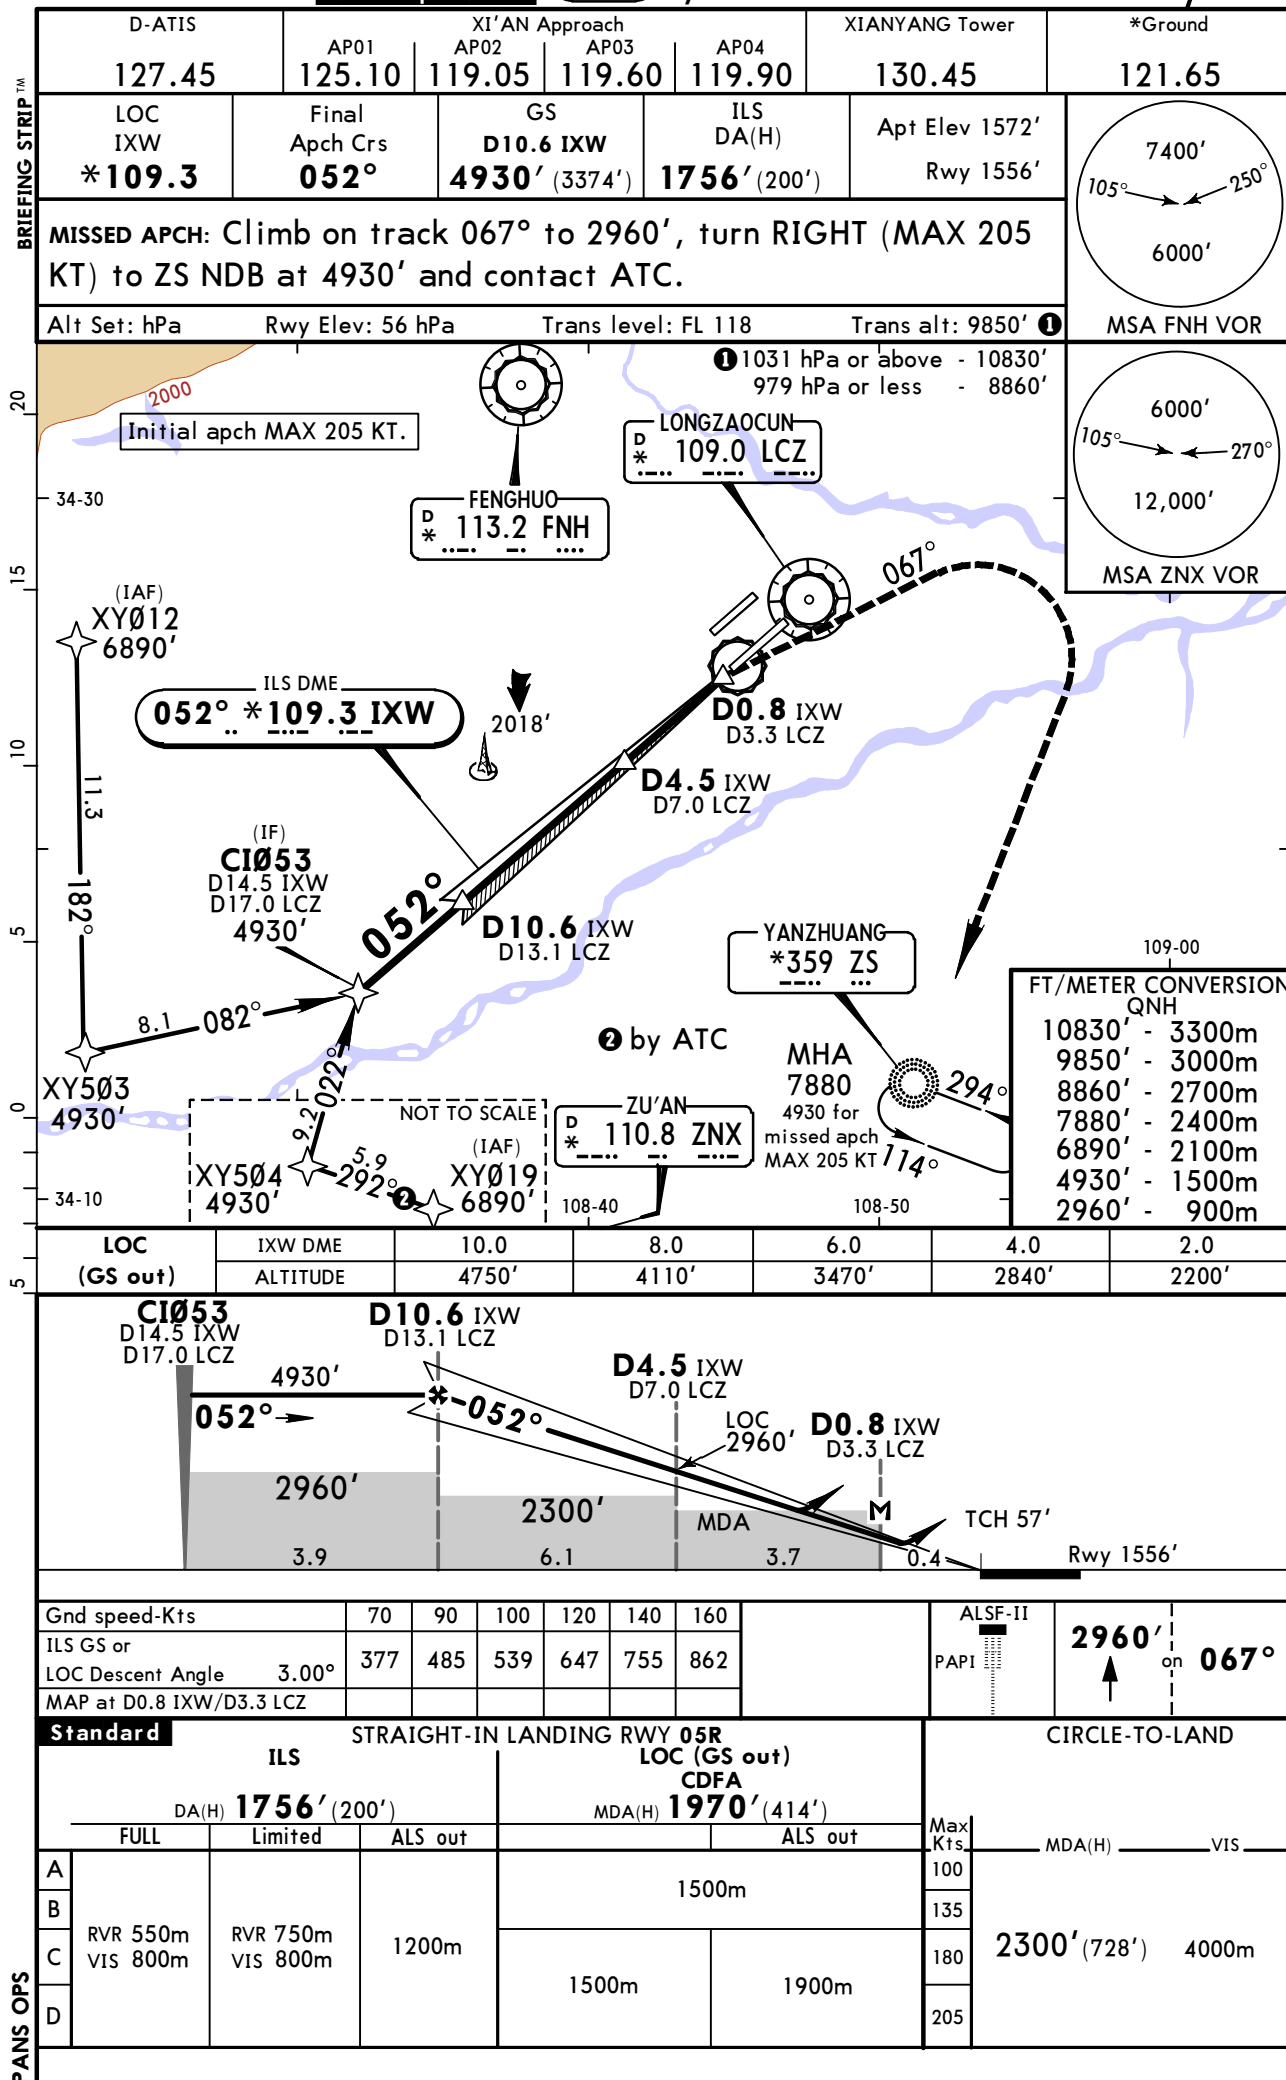 D-ATIS
127.45
XI'AN Approach
AP01 AP02 AP03 AP04
125.10 119.05 119.60 119.90
XIANYANG Tower
130.45
*Ground
121.65
BRIEFING STRIP™
LOC
IXW
*109.3
Final
Apch Crs
052°
GS
D10.6 IXW
4930' (3374')
ILS
DA(H)
1756' (200')
Apt Elev 1572'
Rwy 1556'
MISSED APCH: Climb on track 067° to 2960', turn RIGHT (MAX 205
KT) to ZS NDB at 4930' and contact ATC.
Alt Set: hPa Rwy Elev: 56 hPa Trans level: FL 118 Trans alt: 9850' 1
7400'
105° 250°
6000'
MSA FNH VOR
6000'
105° 270°
12,000'
MSA ZNX VOR
1 1031 hPa or above - 10830'
979 hPa or less - 8860'
2000
Initial apch MAX 205 KT.
20
15
10
5
0
5
34-30
LONGZAOCUN
D
* 109.0 LCZ
FENGHUO
D
* 113.2 FNH
067°
(IAF)
XYØ12
6890'
ILS DME
052° *109.3 IXW
2018'
D0.8 IXW
D3.3 LCZ
D4.5 IXW
D7.0 LCZ
11.3
182°
(IF)
CIØ53
D14.5 IXW
D17.0 LCZ
4930'
052°
D10.6 IXW
D13.1 LCZ
YANZHUANG
*359 ZS
109-00
8.1 082°
XY5Ø3
4930'
2 by ATC
MHA
7880
4930 for
missed apch
MAX 205 KT
294°
114°
022°
9.2
NOT TO SCALE
5.9
292° 2
XY5Ø4
4930'
(IAF)
XYØ19
6890'
ZU'AN
D
* 110.8 ZNX
34-10
108-40
108-50
FT/METER CONVERSION
QNH
10830' - 3300m
9850' - 3000m
8860' - 2700m
7880' - 2400m
6890' - 2100m
4930' - 1500m
2960' - 900m
LOC
(GS out)
IXW DME 10.0 8.0 6.0 4.0 2.0
ALTITUDE 4750' 4110' 3470' 2840' 2200'
CIØ53
D14.5 IXW
D17.0 LCZ
D10.6 IXW
D13.1 LCZ
D4.5 IXW
D7.0 LCZ
D0.8 IXW
D3.3 LCZ
4930'
052°
052°
LOC
2960'
2960'
2300'
MDA
M
TCH 57'
3.9 6.1 3.7 0.4
Rwy 1556'
Gnd speed-Kts 70 90 100 120 140 160
ILS GS or
LOC Descent Angle 3.00° 377 485 539 647 755 862
MAP at D0.8 IXW/D3.3 LCZ
ALSF-II
PAPI
2960' on 067°
Standard
STRAIGHT-IN LANDING RWY 05R
CIRCLE-TO-LAND
ILS
DA(H) 1756' (200')
LOC (GS out)
CDFA
MDA(H) 1970' (414')
FULL Limited ALS out
ALS out
Max
Kts
MDA(H) VIS
A
B
C
D
RVR 550m
VIS 800m
RVR 750m
VIS 800m
1200m
1500m
1500m
1900m
100
135
180
205
2300' (728') 4000m
PANS OPS